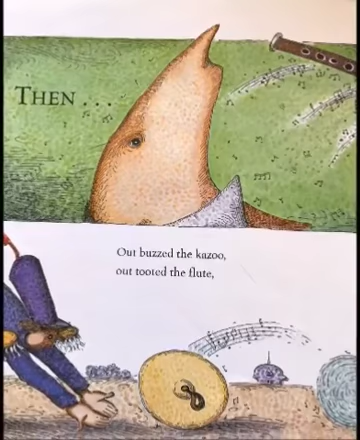 THEN . . .
Out buzzed the kazoo,
out tooted the flute,